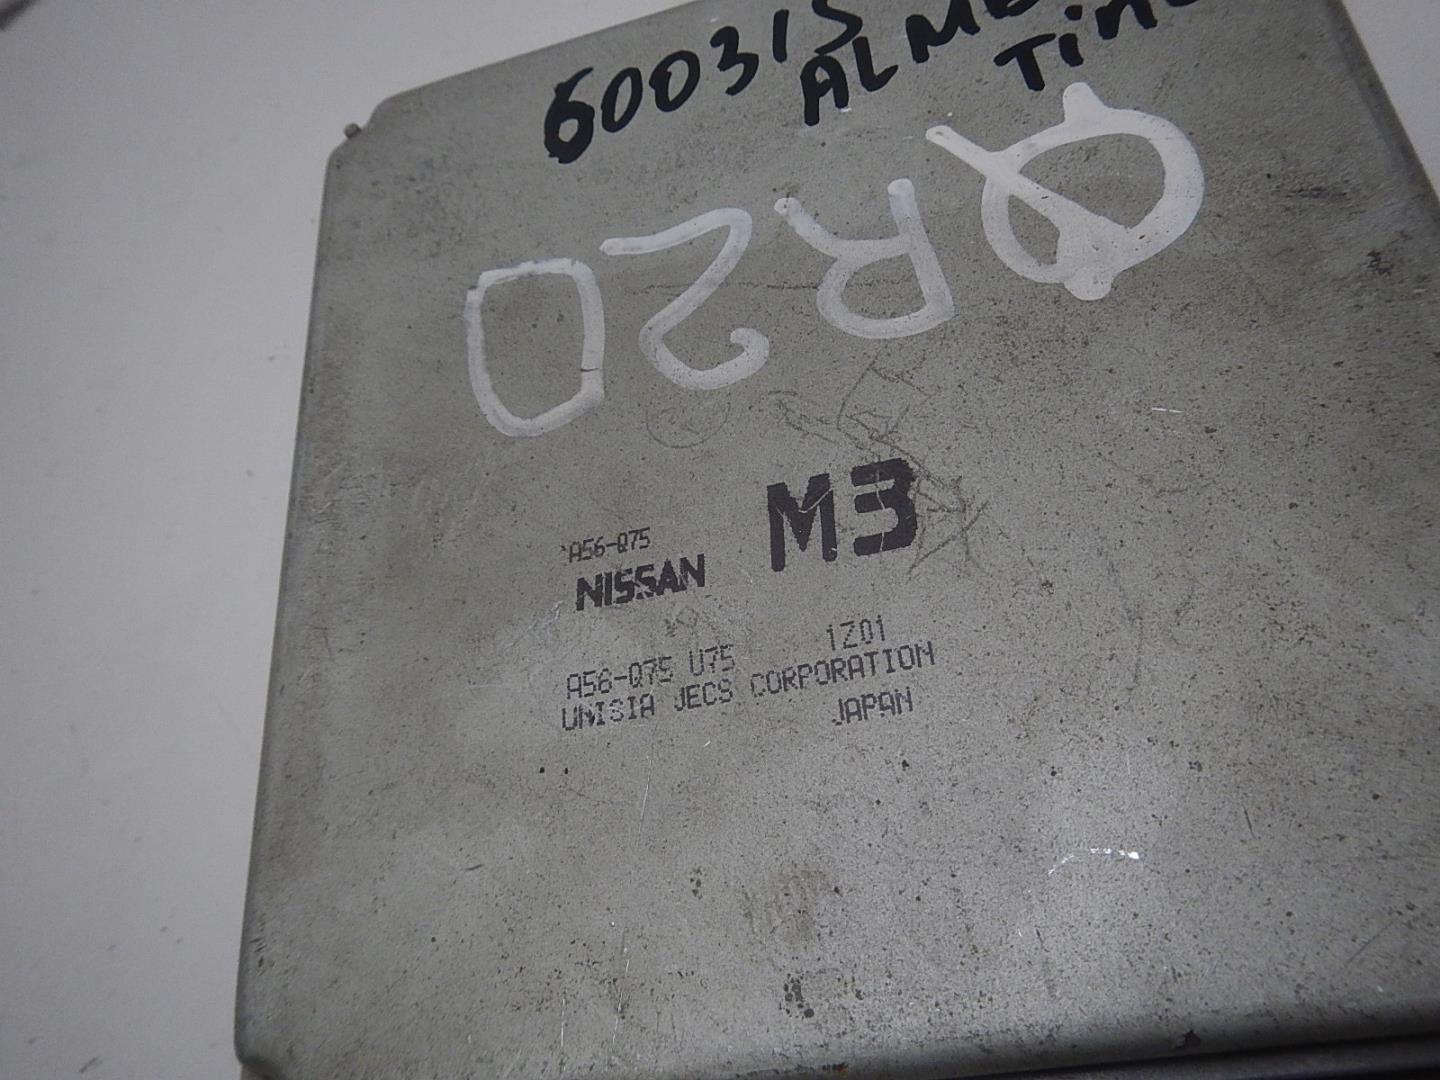 600315
ALME
Tin
QR20
M3
A56-Q75
NISSAN
A56-Q75 U75 1Z01
UNISIA JECS CORPORATION
JAPAN